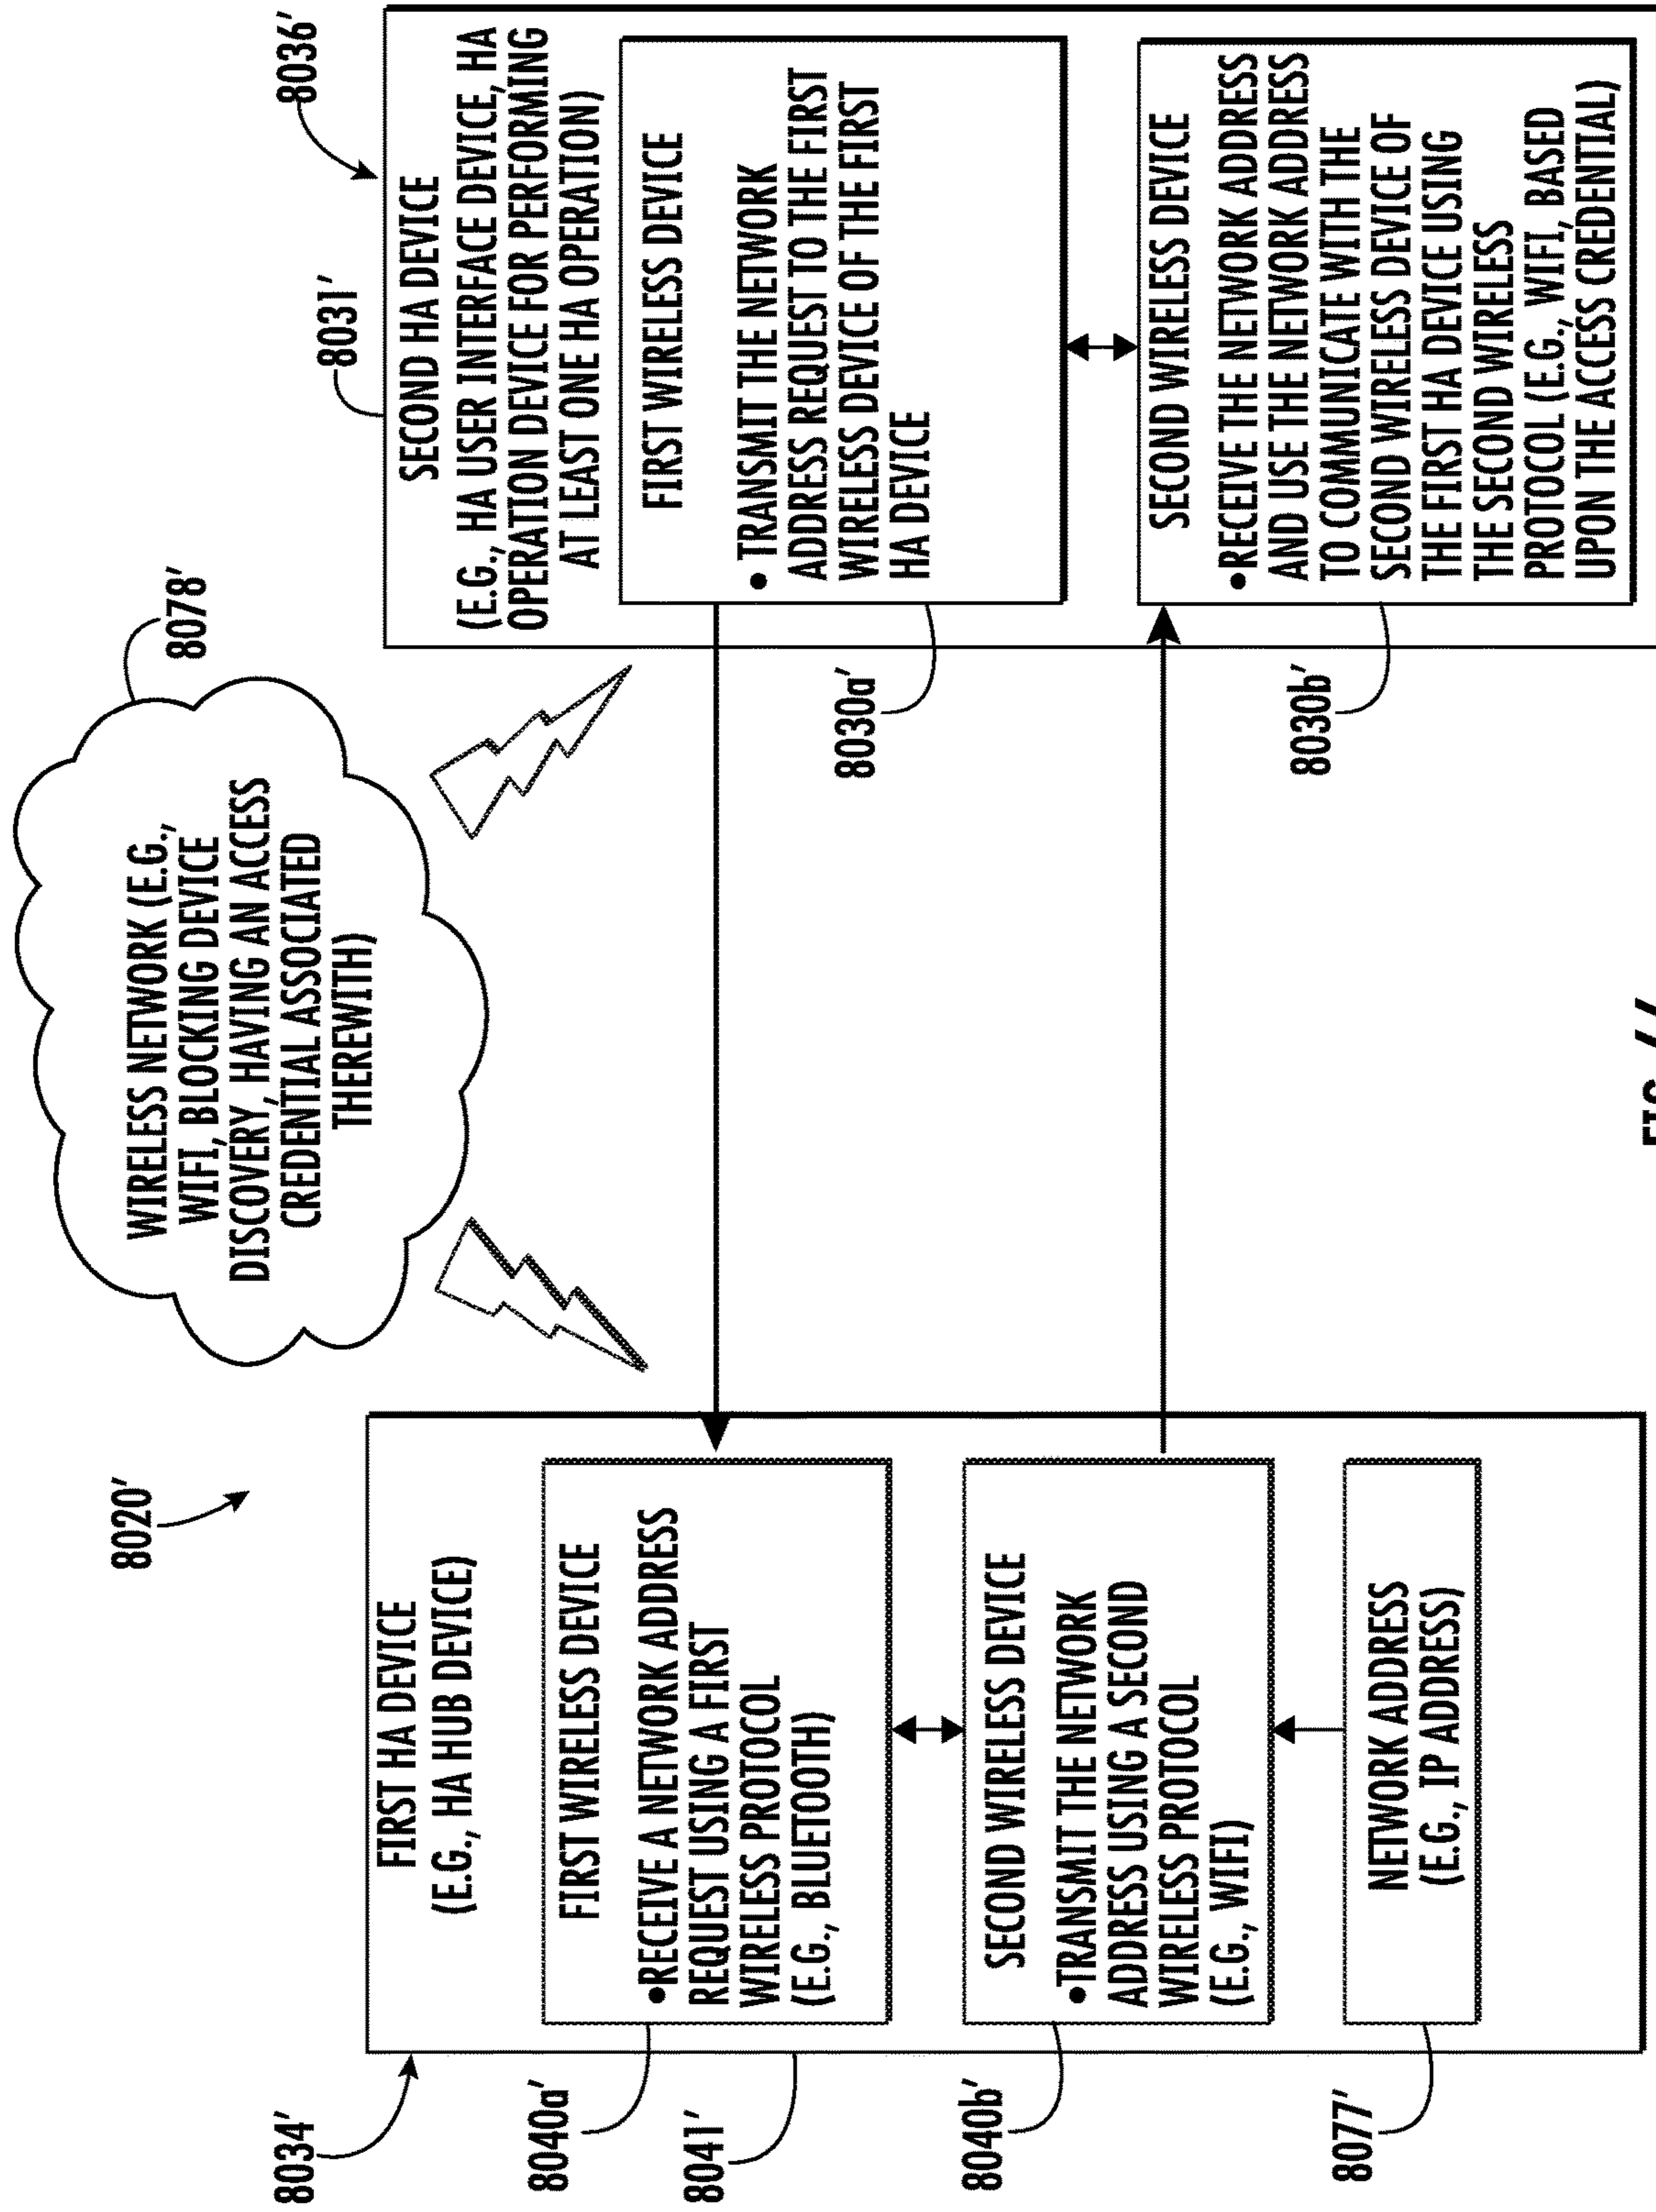 8020'
8034'
FIRST HA DEVICE
(E.G., HA HUB DEVICE)
FIRST WIRELESS DEVICE
•RECEIVE A NETWORK ADDRESS
REQUEST USING A FIRST
WIRELESS PROTOCOL
(E.G., BLUETOOTH)
8040a'
8041'
SECOND WIRELESS DEVICE
•TRANSMIT THE NETWORK
ADDRESS USING A SECOND
WIRELESS PROTOCOL
(E.G., WIFI)
8040b'
NETWORK ADDRESS
(E.G., IP ADDRESS)
8077'
WIRELESS NETWORK (E.G.,
WIFI, BLOCKING DEVICE
DISCOVERY, HAVING AN ACCESS
CREDENTIAL ASSOCIATED
THEREWITH)
8078'
8036'
8031'
SECOND HA DEVICE
(E.G., HA USER INTERFACE DEVICE, HA
OPERATION DEVICE FOR PERFORMING
AT LEAST ONE HA OPERATION)
FIRST WIRELESS DEVICE
• TRANSMIT THE NETWORK
ADDRESS REQUEST TO THE FIRST
WIRELESS DEVICE OF THE FIRST
HA DEVICE
8030a'
SECOND WIRELESS DEVICE
•RECEIVE THE NETWORK ADDRESS
AND USE THE NETWORK ADDRESS
TO COMMUNICATE WITH THE
SECOND WIRELESS DEVICE OF
THE FIRST HA DEVICE USING
THE SECOND WIRELESS
PROTOCOL (E.G., WIFI, BASED
UPON THE ACCESS CREDENTIAL)
8030b'